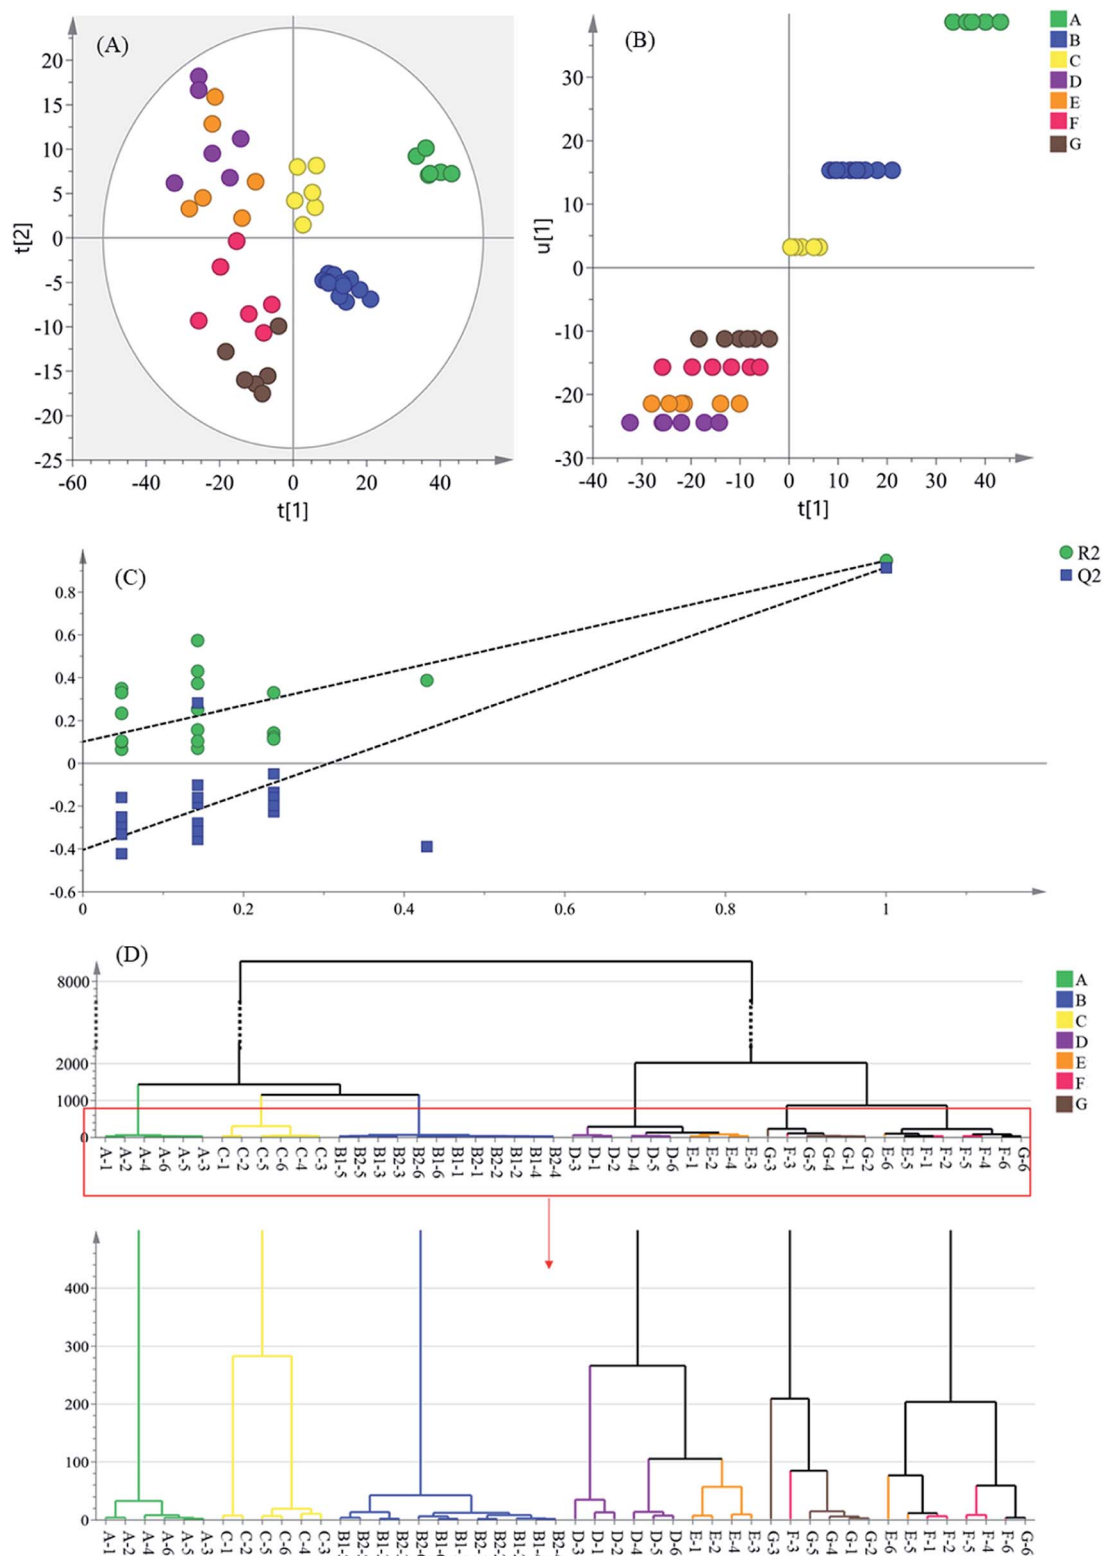 (A)
20
15
10
5
0
-5
-10
-15
-20
-25
t[2]
-60 -40 -20 0 20 40
t[1]
(B)
30
20
10
0
-10
-20
-30
u[1]
-40 -30 -20 -10 0 10 20 30 40
t[1]
A
B
C
D
E
F
G
(C)
0.8
0.6
0.4
0.2
0
-0.2
-0.4
-0.6
0 0.2 0.4 0.6 0.8 1
R2
Q2
(D)
8000
2000
1000
0
A-1 A-2 A-4 A-6 A-5 A-3 C-1 C-2 C-5 C-6 C-4 C-3 B1-5 B2-5 B1-3 B2-3 B2-6 B1-6 B1-1 B2-1 B2-2 B1-2 B1-4 B2-4 D-3 D-1 D-2 D-4 D-5 D-6 E-1 E-2 E-4 E-3 G-3 F-3 G-5 G-4 G-1 G-2 E-6 E-5 F-1 F-2 F-5 F-4 F-6 G-6
A
B
C
D
E
F
G
400
300
200
100
0
A-1 A-2 A-4 A-6 A-5 A-3 C-1 C-2 C-5 C-6 C-4 C-3 D-3 D-1 D-2 D-4 D-5 D-6 E-1 E-2 E-4 E-3 G-3 F-3 G-5 G-4 G-1 G-2 E-6 E-5 F-1 F-2 F-5 F-4 F-6 G-6